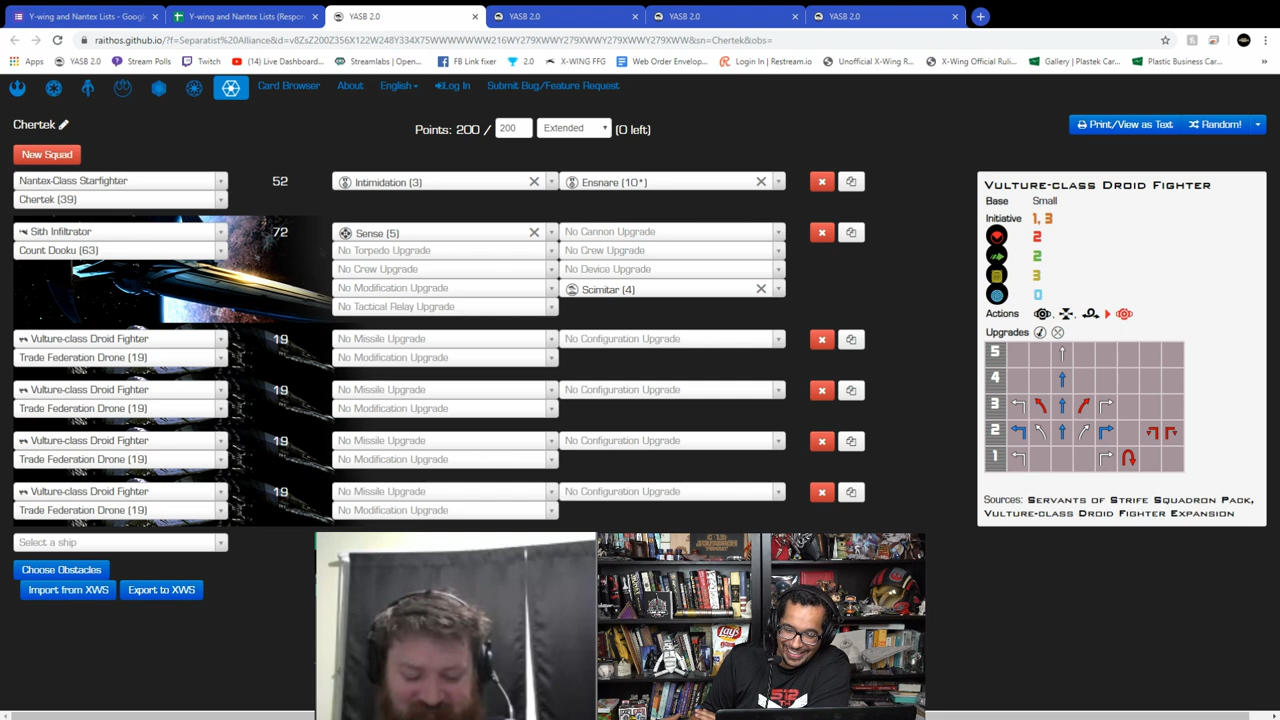 Y-wing and Nantex Lists - Goog
Y-wing and Nantex Lists (Respon
YASB 2.0
YASB 2.0
YASB 2.0
YASB 2.0
raithos.github.io/?f=Separatist%20Alliance&d=v8ZsZ200Z356X122W248Y334X75WWWWWWW216WY279XWWY279XWWY279XWWY279XWW&sn=Chertek&obs=
Apps
YASB 2.0
Stream Polls
Twitch
(14) Live Dashboard...
Streamlabs | Open...
FB Link fixer
2.0
X-WING FFG
Web Order Envelop...
Log In | Restream.io
Unofficial X-Wing R...
X-Wing Official Ruli...
Gallery | Plastek Car...
Plastic Business Car...
Card Browser
About
English
Log In
Submit Bug/Feature Request
Chertek
Points: 200 / 200
Extended
(0 left)
Print/View as Text
Random!
New Squad
Nantex-Class Starfighter
52
Intimidation (3)
Ensnare (10*)
Chertek (39)
Sith Infiltrator
72
Sense (5)
No Cannon Upgrade
Count Dooku (63)
No Torpedo Upgrade
No Crew Upgrade
No Crew Upgrade
No Device Upgrade
No Modification Upgrade
Scimitar (4)
No Tactical Relay Upgrade
Vulture-class Droid Fighter
19
No Missile Upgrade
No Configuration Upgrade
Trade Federation Drone (19)
No Modification Upgrade
Vulture-class Droid Fighter
19
No Missile Upgrade
No Configuration Upgrade
Trade Federation Drone (19)
No Modification Upgrade
Vulture-class Droid Fighter
19
No Missile Upgrade
No Configuration Upgrade
Trade Federation Drone (19)
No Modification Upgrade
Vulture-class Droid Fighter
19
No Missile Upgrade
No Configuration Upgrade
Trade Federation Drone (19)
No Modification Upgrade
Select a ship
Choose Obstacles
Import from XWS
Export to XWS
Vulture-class Droid Fighter
Base Small
Initiative 1, 3
2
2
3
0
Actions
Upgrades
5
4
3
2
1
Sources: Servants of Strife Squadron Pack,
Vulture-class Droid Fighter Expansion
Lay's
512